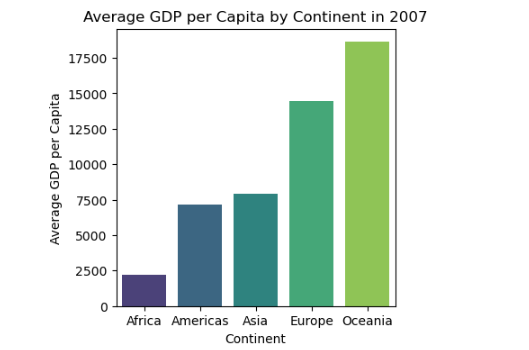 Average GDP per Capita by Continent in 2007
17500
15000
12500
10000
7500
5000
2500
0
Average GDP per Capita
Africa Americas Asia Europe Oceania
Continent